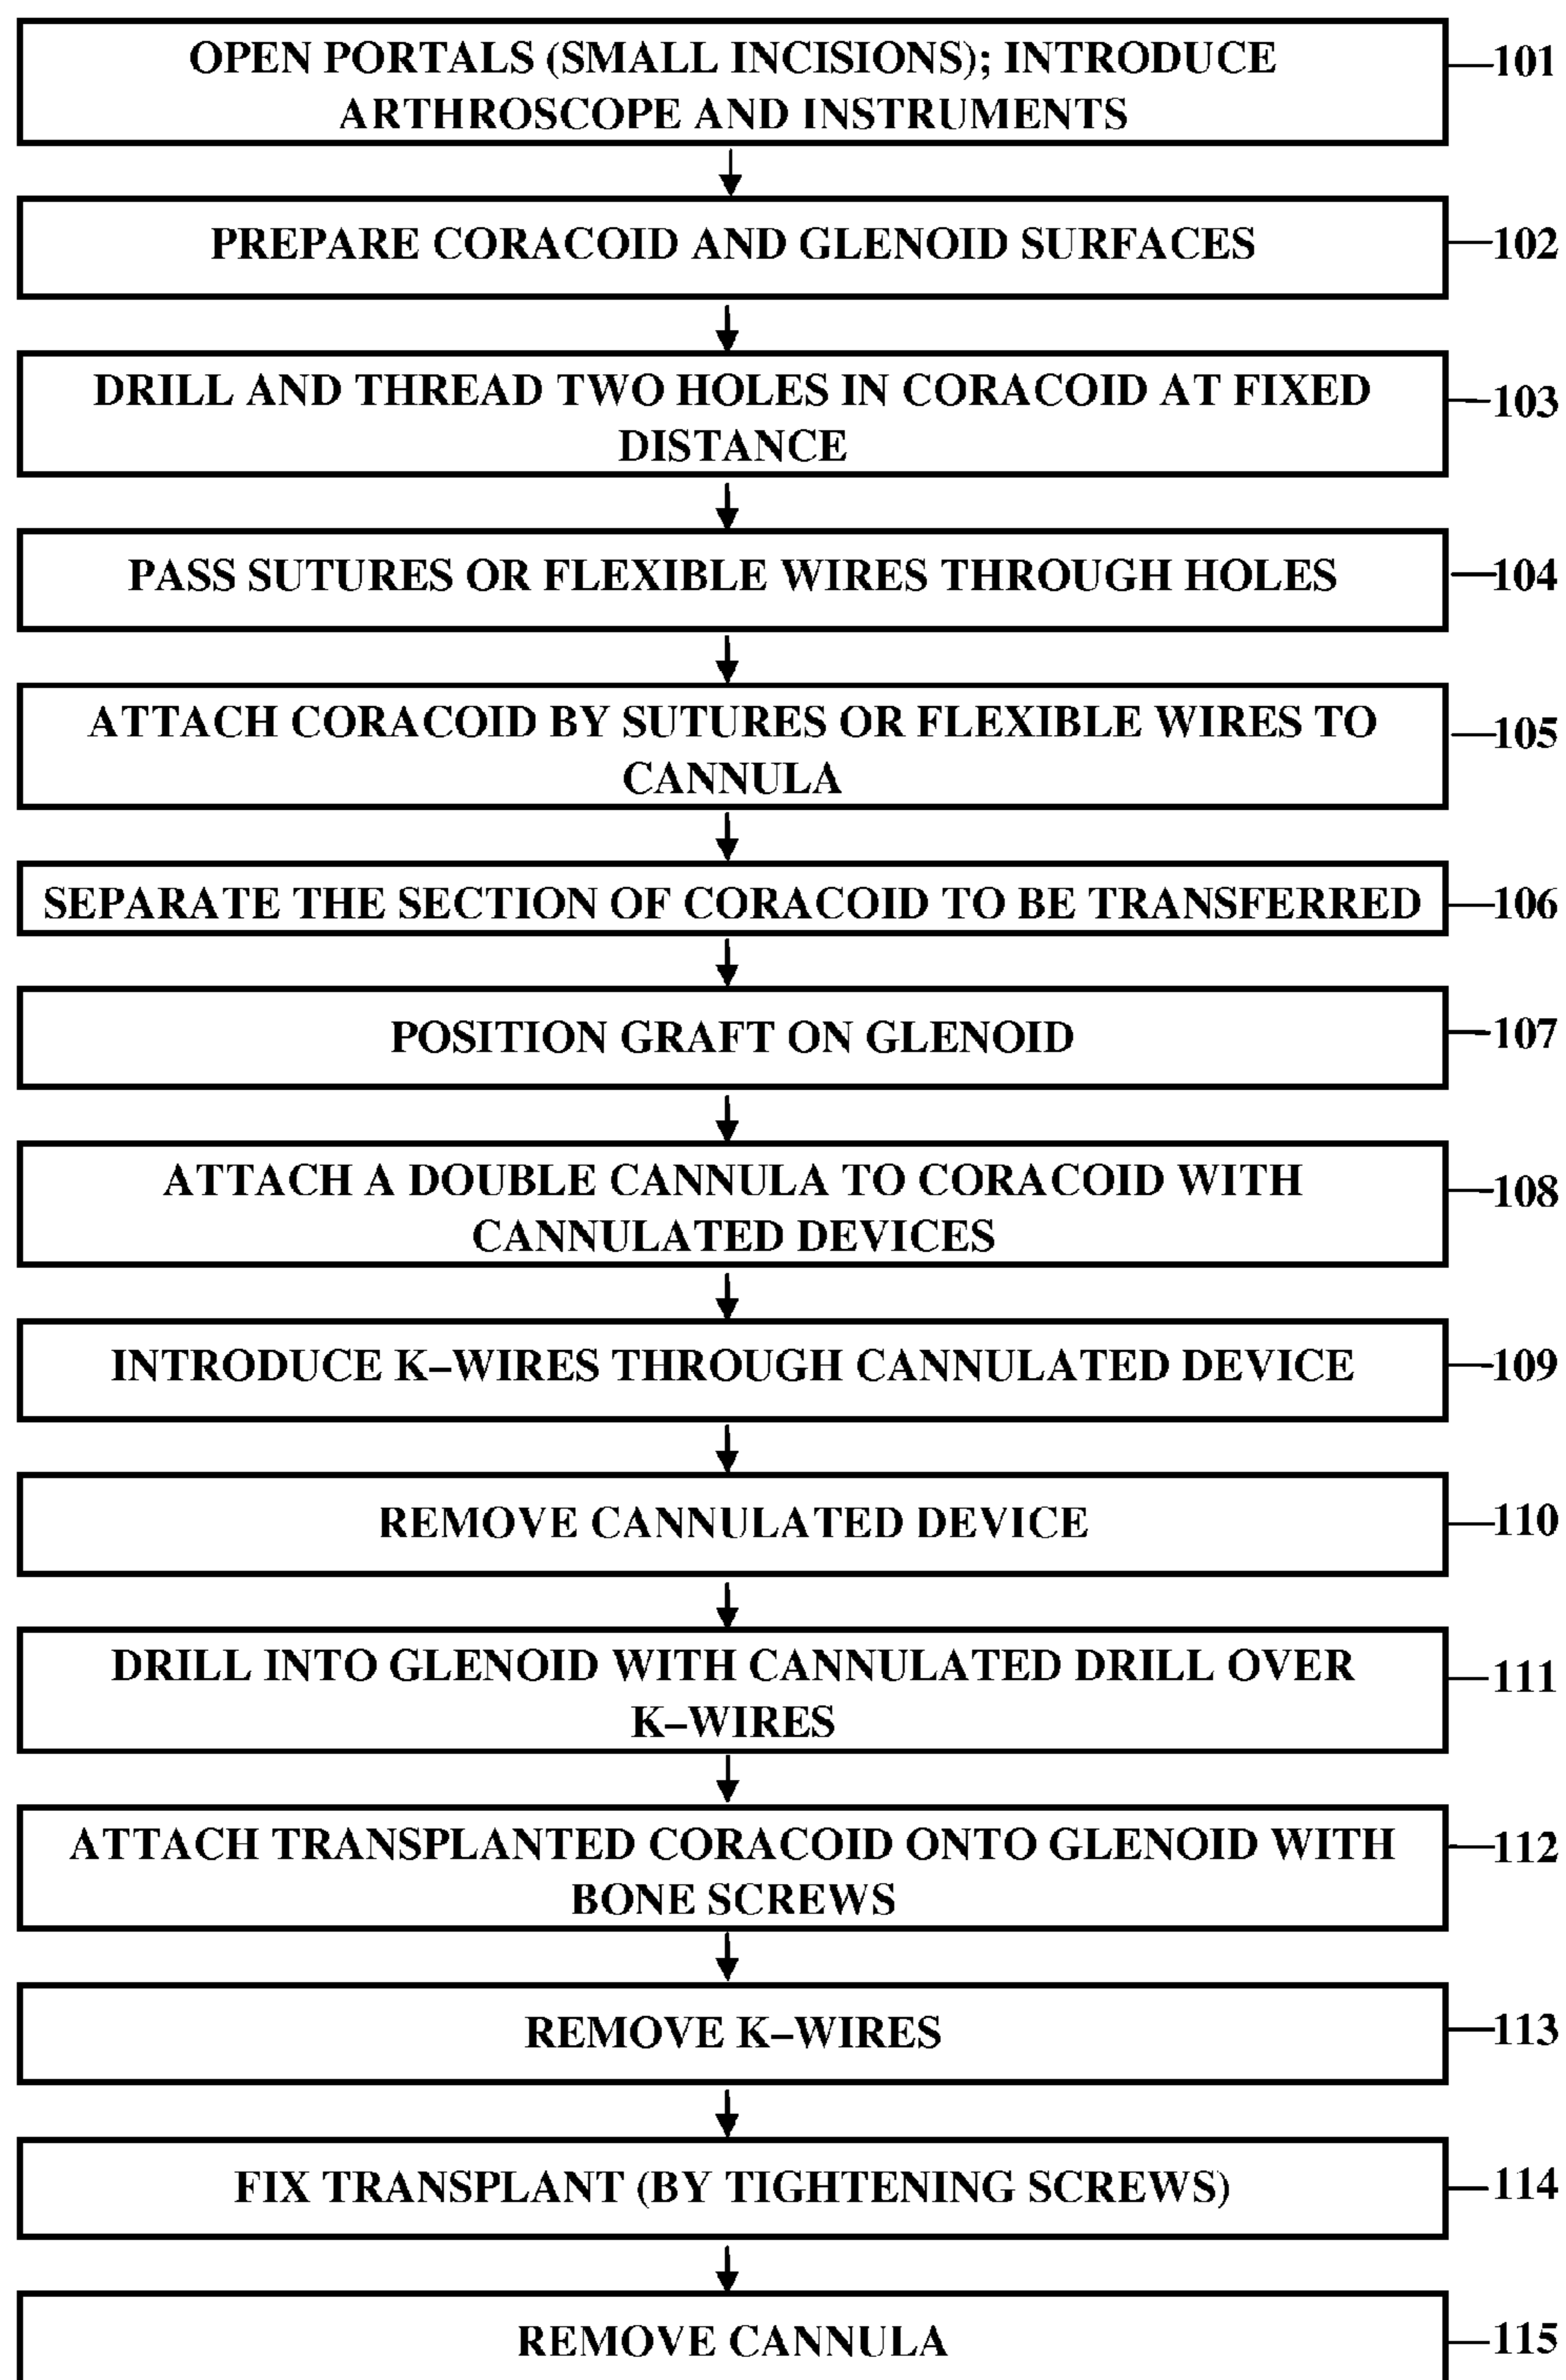 OPEN PORTALS (SMALL INCISIONS); INTRODUCE
ARTHROSCOPE AND INSTRUMENTS
101
PREPARE CORACOID AND GLENOID SURFACES
102
DRILL AND THREAD TWO HOLES IN CORACOID AT FIXED
DISTANCE
103
PASS SUTURES OR FLEXIBLE WIRES THROUGH HOLES
104
ATTACH CORACOID BY SUTURES OR FLEXIBLE WIRES TO
CANNULA
105
SEPARATE THE SECTION OF CORACOID TO BE TRANSFERRED
106
POSITION GRAFT ON GLENOID
107
ATTACH A DOUBLE CANNULA TO CORACOID WITH
CANNULATED DEVICES
108
INTRODUCE K–WIRES THROUGH CANNULATED DEVICE
109
REMOVE CANNULATED DEVICE
110
DRILL INTO GLENOID WITH CANNULATED DRILL OVER
K–WIRES
111
ATTACH TRANSPLANTED CORACOID ONTO GLENOID WITH
BONE SCREWS
112
REMOVE K–WIRES
113
FIX TRANSPLANT (BY TIGHTENING SCREWS)
114
REMOVE CANNULA
115